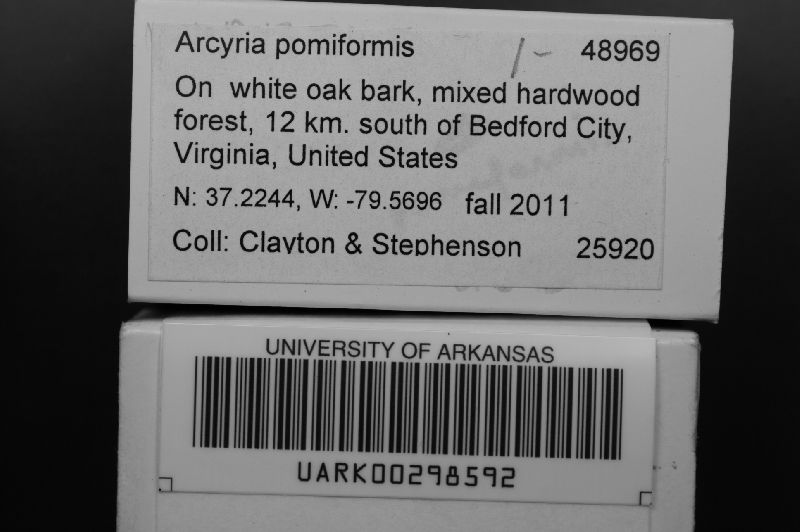 Arcyria pomiformis /- 48969
On white oak bark, mixed hardwood
forest, 12 km. south of Bedford City,
Virginia, United States
N: 37.2244, W: -79.5696 fall 2011
Coll: Clayton & Stephenson 25920
UNIVERSITY OF ARKANSAS
UARK00298592